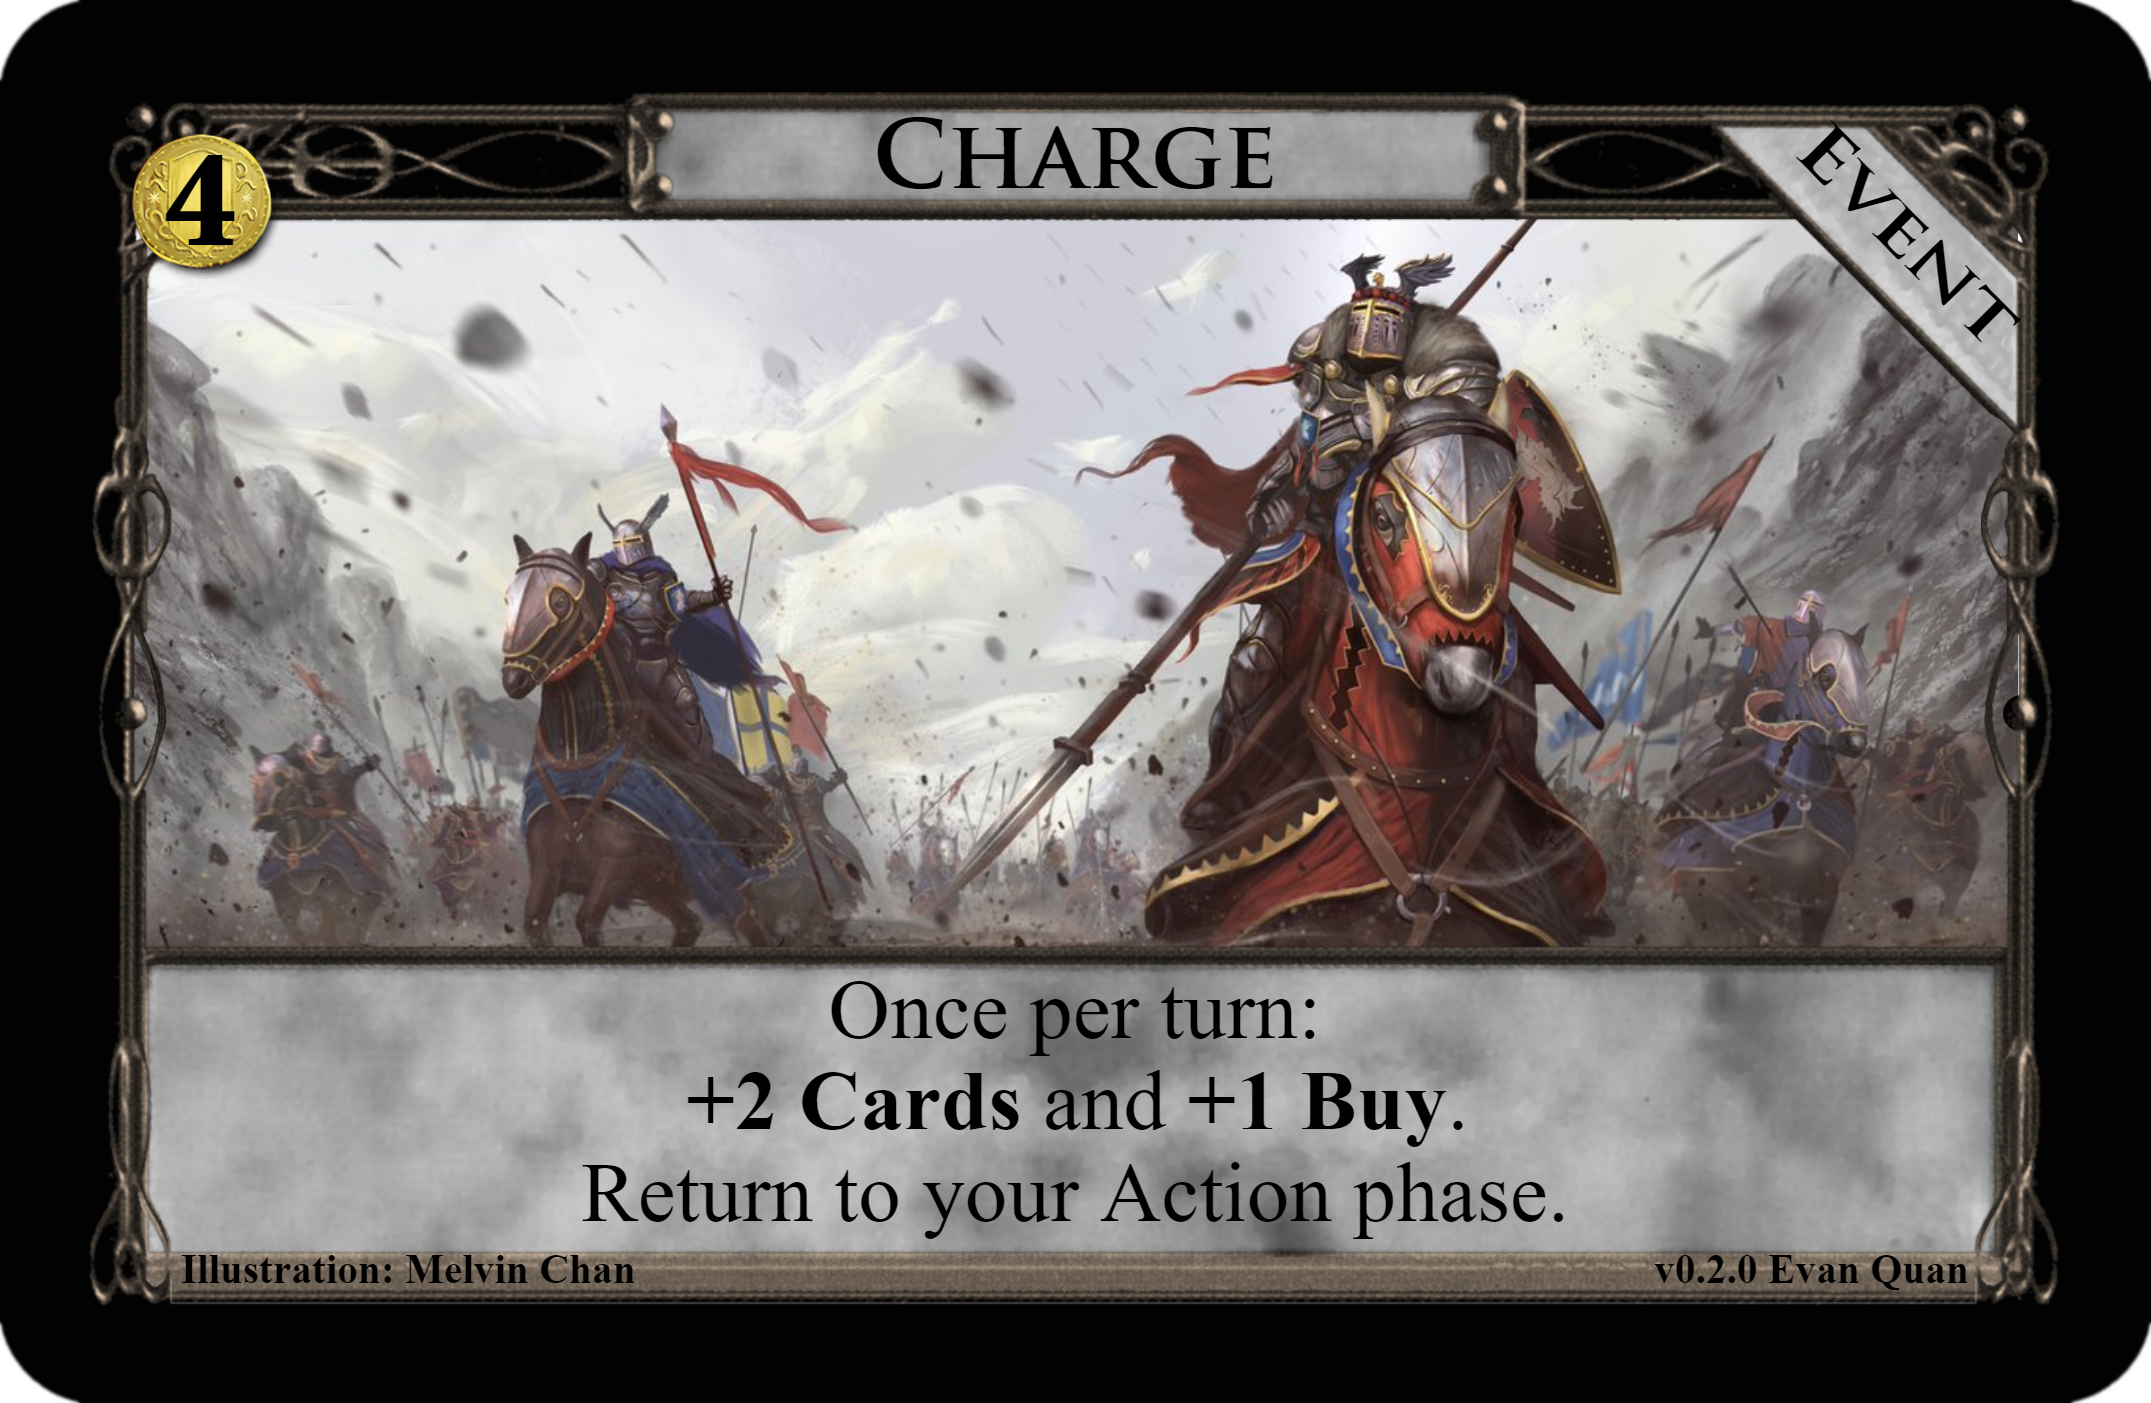 CHARGE
4
EVENT
Once per turn:
+2 Cards and +1 Buy.
Return to your Action phase.
Illustration: Melvin Chan
v0.2.0 Evan Quan